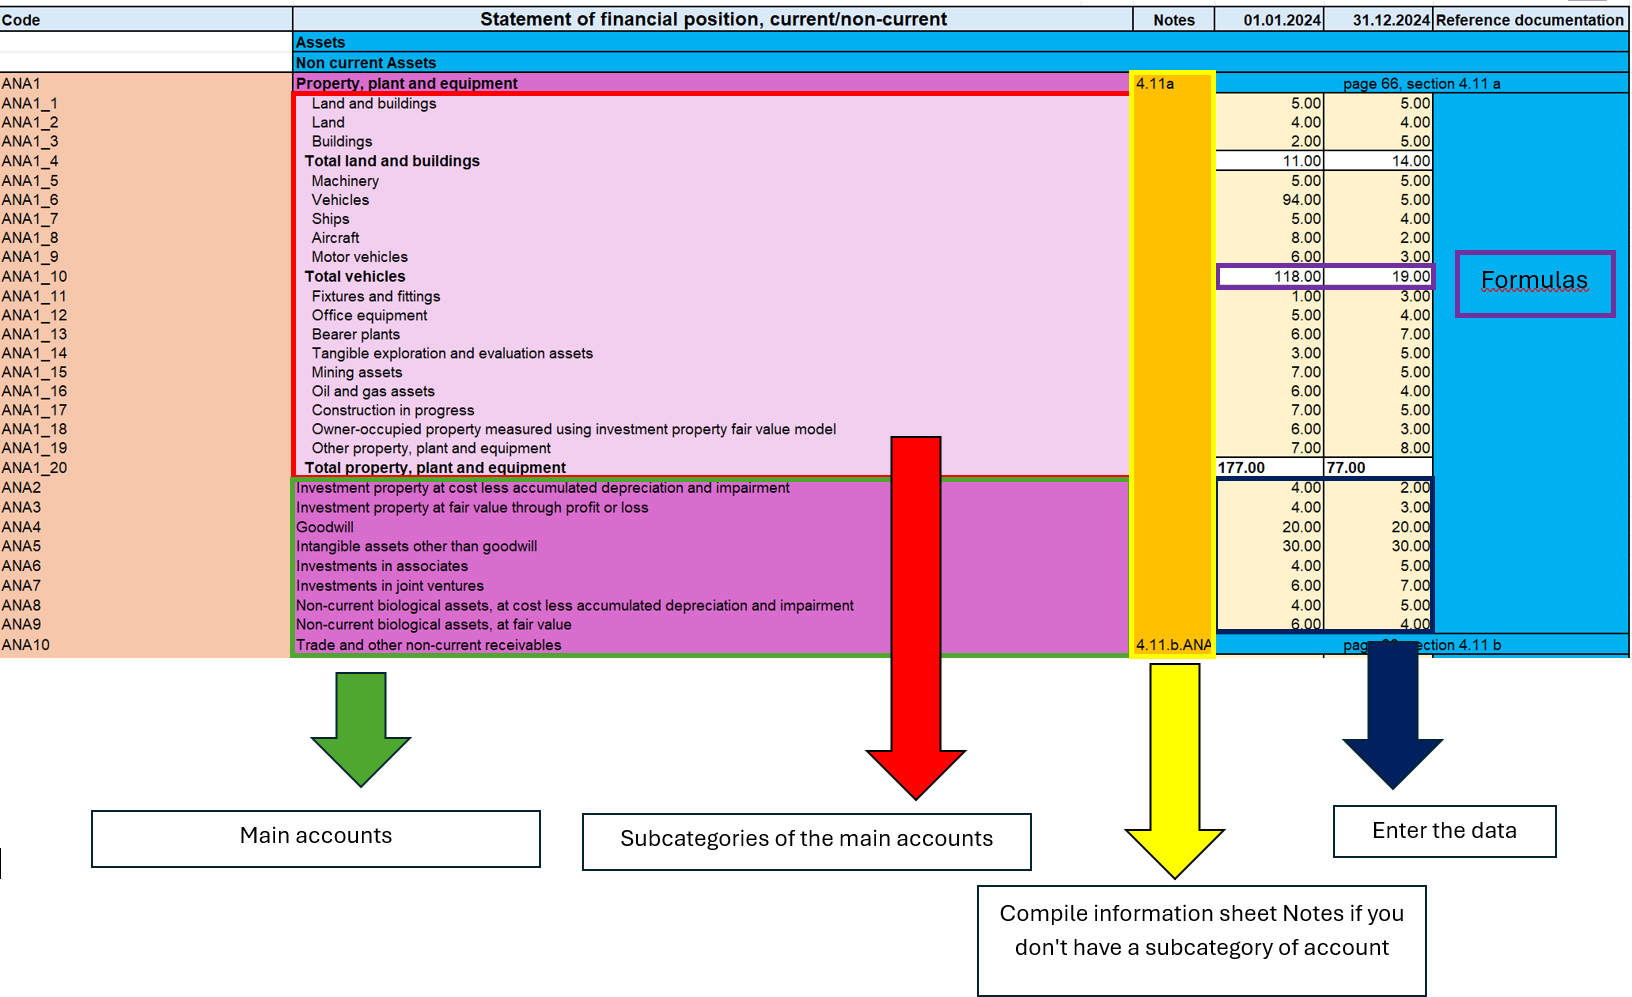 Code Statement of financial position, current/non-current Notes 01.01.2024 31.12.2024 Reference documentation
Assets
Non current Assets
ANA1 Property, plant and equipment 4.11a page 66, section 4.11 a
ANA1_1 Land and buildings 5.00 5.00
ANA1_2 Land 4.00 4.00
ANA1_3 Buildings 2.00 5.00
ANA1_4 Total land and buildings 11.00 14.00
ANA1_5 Machinery 5.00 5.00
ANA1_6 Vehicles 94.00 5.00
ANA1_7 Ships 5.00 4.00
ANA1_8 Aircraft 8.00 2.00
ANA1_9 Motor vehicles 6.00 3.00
ANA1_10 Total vehicles 118.00 19.00 Formulas
ANA1_11 Fixtures and fittings 1.00 3.00
ANA1_12 Office equipment 5.00 4.00
ANA1_13 Bearer plants 6.00 7.00
ANA1_14 Tangible exploration and evaluation assets 3.00 5.00
ANA1_15 Mining assets 7.00 5.00
ANA1_16 Oil and gas assets 6.00 4.00
ANA1_17 Construction in progress 7.00 5.00
ANA1_18 Owner-occupied property measured using investment property fair value model 6.00 3.00
ANA1_19 Other property, plant and equipment 7.00 8.00
ANA1_20 Total property, plant and equipment 177.00 77.00
ANA2 Investment property at cost less accumulated depreciation and impairment 4.00 2.00
ANA3 Investment property at fair value through profit or loss 4.00 3.00
ANA4 Goodwill 20.00 20.00
ANA5 Intangible assets other than goodwill 30.00 30.00
ANA6 Investments in associates 4.00 5.00
ANA7 Investments in joint ventures 6.00 7.00
ANA8 Non-current biological assets, at cost less accumulated depreciation and impairment 4.00 5.00
ANA9 Non-current biological assets, at fair value 6.00 4.00
ANA10 Trade and other non-current receivables 4.11.b.ANA 4.11 b
Main accounts
Subcategories of the main accounts
Enter the data
Compile information sheet Notes if you
don't have a subcategory of account